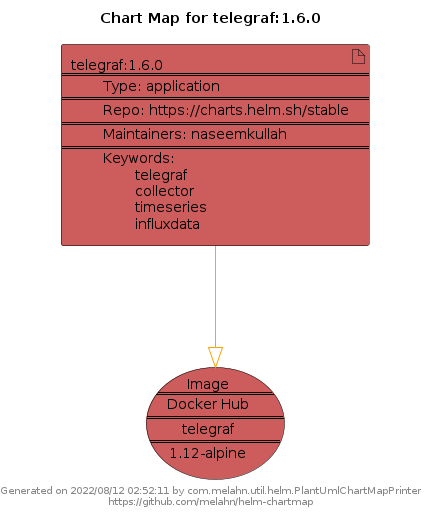 Chart Map for telegraf:1.6.0
telegraf:1.6.0
Type: application
Repo: https://charts.helm.sh/stable
Maintainers: naseemkullah
Keywords:
telegraf
collector
timeseries
influxdata
Image
Docker Hub
telegraf
1.12-alpine
Generated on 2022/08/12 02:52:11 by com.melahn.util.helm.PlantUmlChartMapPrinter
https://github.com/melahn/helm-chartmap